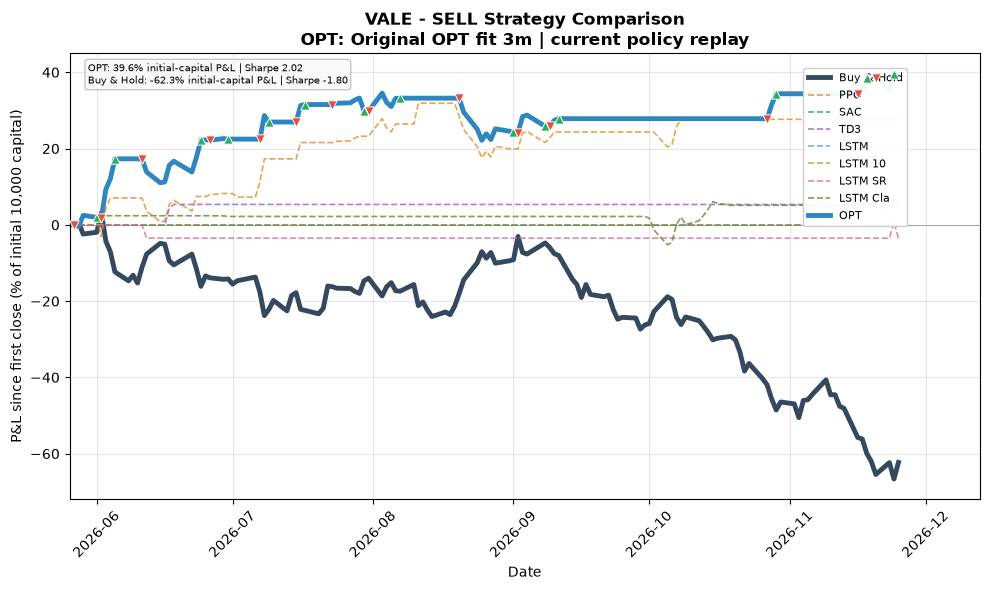 VALE - SELL Strategy Comparison
OPT: Original OPT fit 3m | current policy replay
OPT: 39.6% initial-capital P&L | Sharpe 2.02
Buy & Hold: -62.3% initial-capital P&L | Sharpe -1.80
Buy & Hold
PPO
SAC
TD3
LSTM
LSTM 10
LSTM SR
LSTM Cla
OPT
P&L since first close (% of initial 10,000 capital)
40
20
0
−20
−40
−60
2026-06
2026-07
2026-08
2026-09
2026-10
2026-11
2026-12
Date